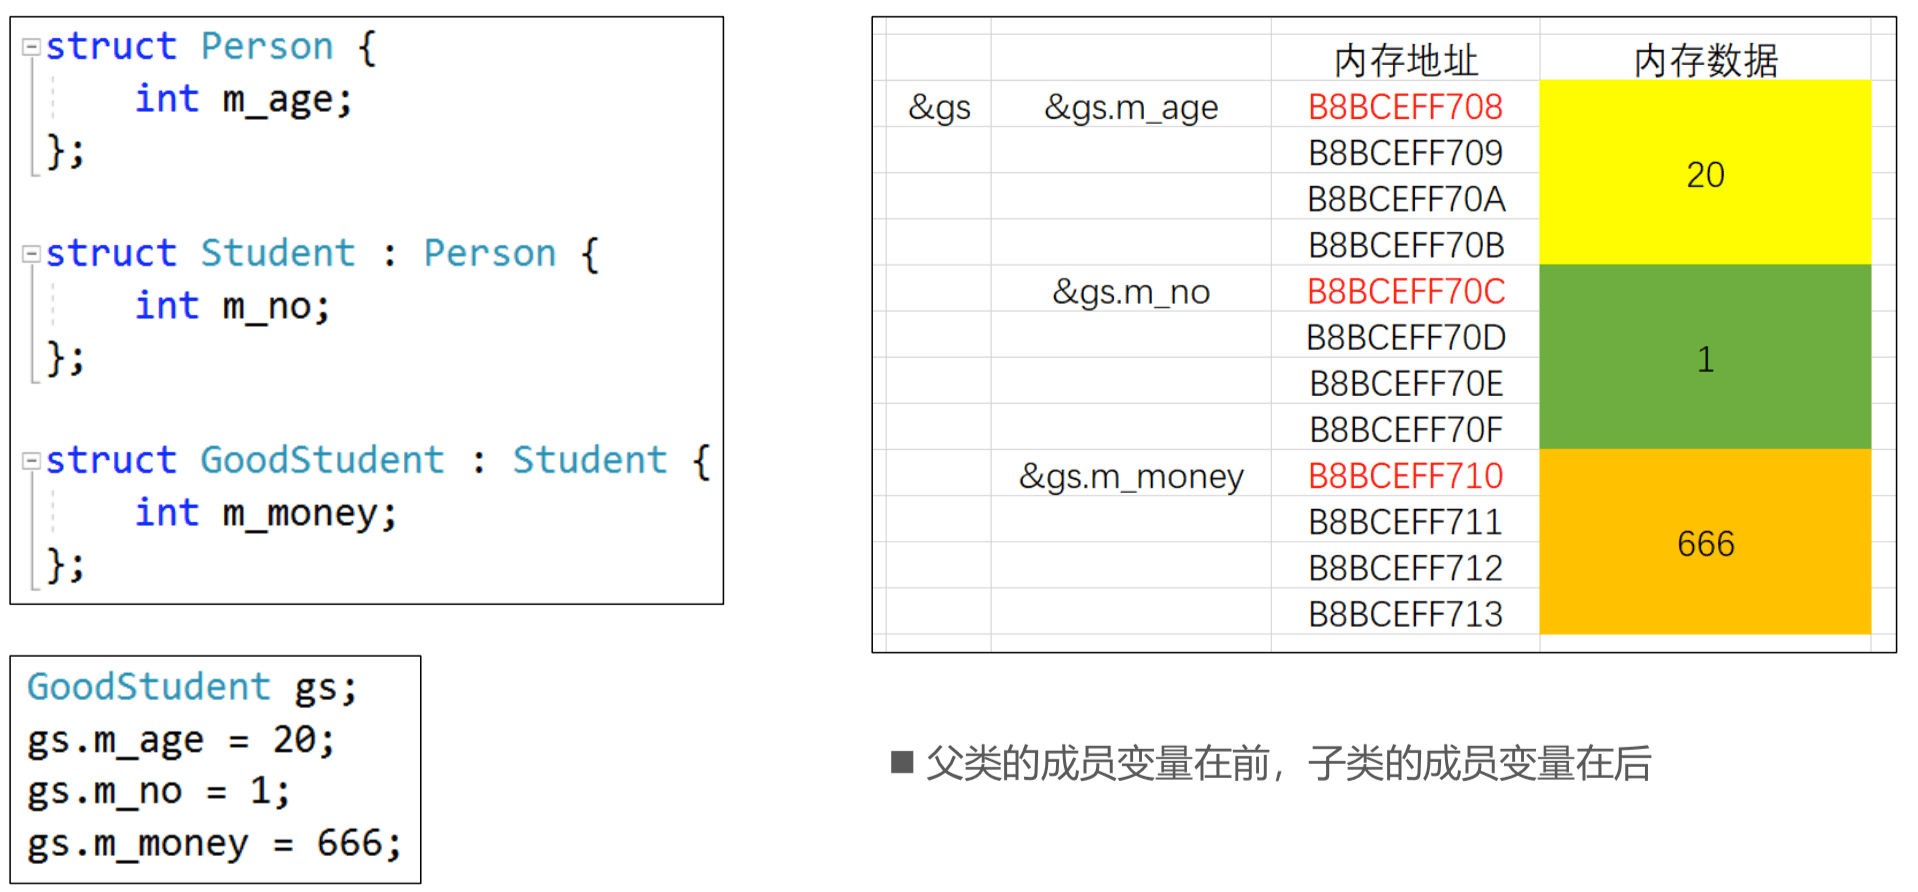 struct Person {
int m_age;
};
struct Student : Person {
int m_no;
};
struct GoodStudent : Student {
int m_money;
};
GoodStudent gs;
gs.m_age = 20;
gs.m_no = 1;
gs.m_money = 666;
内存地址 内存数据
&gs &gs.m_age B8BCEFF708
B8BCEFF709
20
B8BCEFF70A
B8BCEFF70B
&gs.m_no B8BCEFF70C
B8BCEFF70D
1
B8BCEFF70E
B8BCEFF70F
&gs.m_money B8BCEFF710
B8BCEFF711
666
B8BCEFF712
B8BCEFF713
■ 父类的成员变量在前，子类的成员变量在后